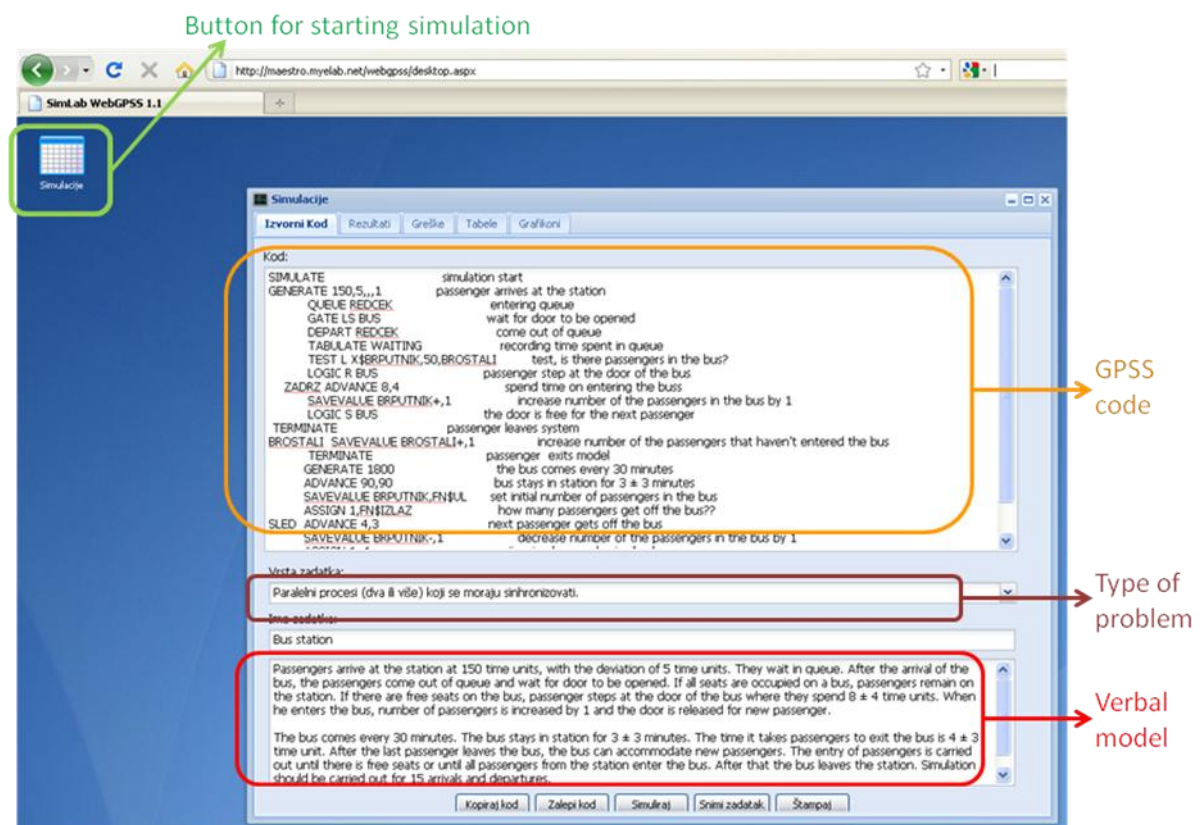 Button for starting simulation
http://maestro.myelab.net/webgpss/desktop.aspx
SimLab WebGPSS 1.1
Simulacije
Simulacije
Izvorni Kod Rezultati Greške Tabele Grafikoni
Kod:
SIMULATE simulation start
GENERATE 150,5,,,1 passenger arrives at the station
QUEUE REDCEK entering queue
GATE LS BUS wait for door to be opened
DEPART REDCEK come out of queue
TABULATE WAITING recording time spent in queue
TEST L X$BRPUTNIK,50,BROSTALI test, is there passengers in the bus?
LOGIC R BUS passenger step at the door of the bus
ZADRZ ADVANCE 8,4 spend time on entering the buss
SAVEVALUE BRPUTNIK+,1 increase number of the passengers in the bus by 1
LOGIC S BUS the door is free for the next passenger
TERMINATE passenger leaves system
BROSTALI SAVEVALUE BROSTALI+,1 increase number of the passengers that haven't entered the bus
TERMINATE passenger exits model
GENERATE 1800 the bus comes every 30 minutes
ADVANCE 90,90 bus stays in station for 3 ± 3 minutes
SAVEVALUE BRPUTNIK,FN$UL set initial number of passengers in the bus
ASSIGN 1,FN$IZLAZ how many passengers get off the bus??
SLED ADVANCE 4,3 next passenger gets off the bus
SAVEVALUE BRPUTNIK-,1 decrease number of the passengers in the bus by 1
GPSS
code
Vrsta zadatka:
Paralelni procesi (dva ili više) koji se moraju sinhronizovati.
Type of
problem
Ime zadatka:
Bus station
Passengers arrive at the station at 150 time units, with the deviation of 5 time units. They wait in queue. After the arrival of the
bus, the passengers come out of queue and wait for door to be opened. If all seats are occupied on a bus, passengers remain on
the station. If there are free seats on the bus, passenger steps at the door of the bus where they spend 8 ± 4 time units. When
he enters the bus, number of passengers is increased by 1 and the door is released for new passenger.
The bus comes every 30 minutes. The bus stays in station for 3 ± 3 minutes. The time it takes passengers to exit the bus is 4 ± 3
time unit. After the last passenger leaves the bus, the bus can accommodate new passengers. The entry of passengers is carried
out until there is free seats or until all passengers from the station enter the bus. After that the bus leaves the station. Simulation
should be carried out for 15 arrivals and departures.
Verbal
model
Kopiraj kod Zalepi kod Simuliraj Snimi zadatak Štampaj